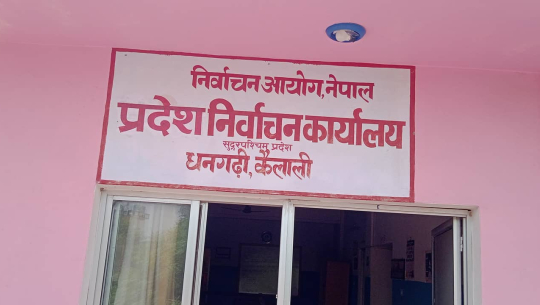 निर्वाचन आयोग, नेपाल
प्रदेश निर्वाचन कार्यालय
सुदूरपश्चिम प्रदेश
धनगढी, कैलाली